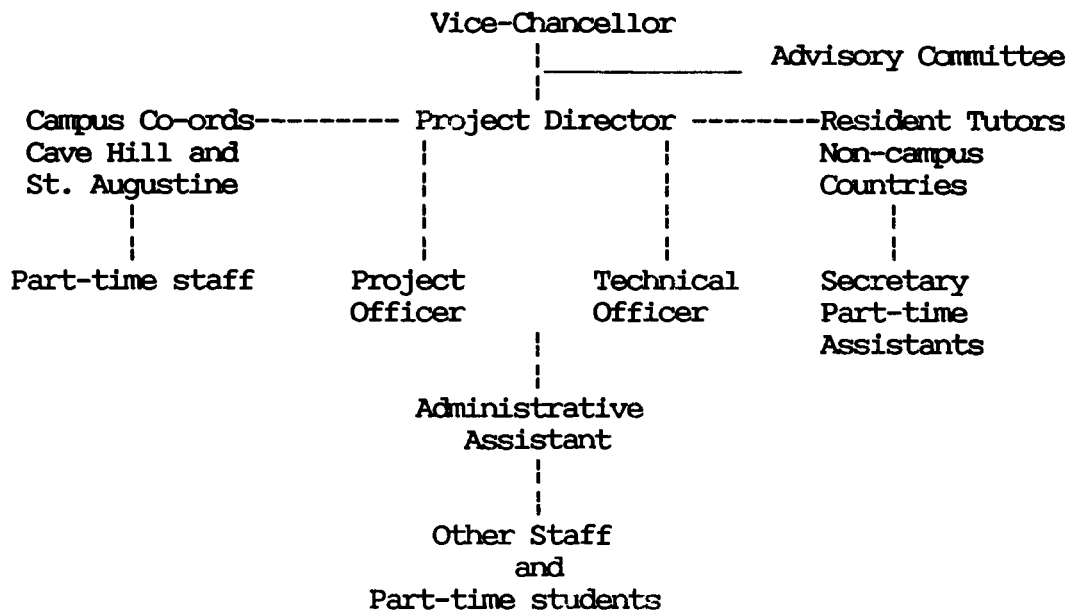 Vice-Chancellor
Advisory Committee
Campus Co-ords Project Director Resident Tutors
Cave Hill and Non-campus
St. Augustine Countries
Part-time staff Project Technical Secretary
Officer Officer Part-time
Assistants
Administrative
Assistant
Other Staff
and
Part-time students